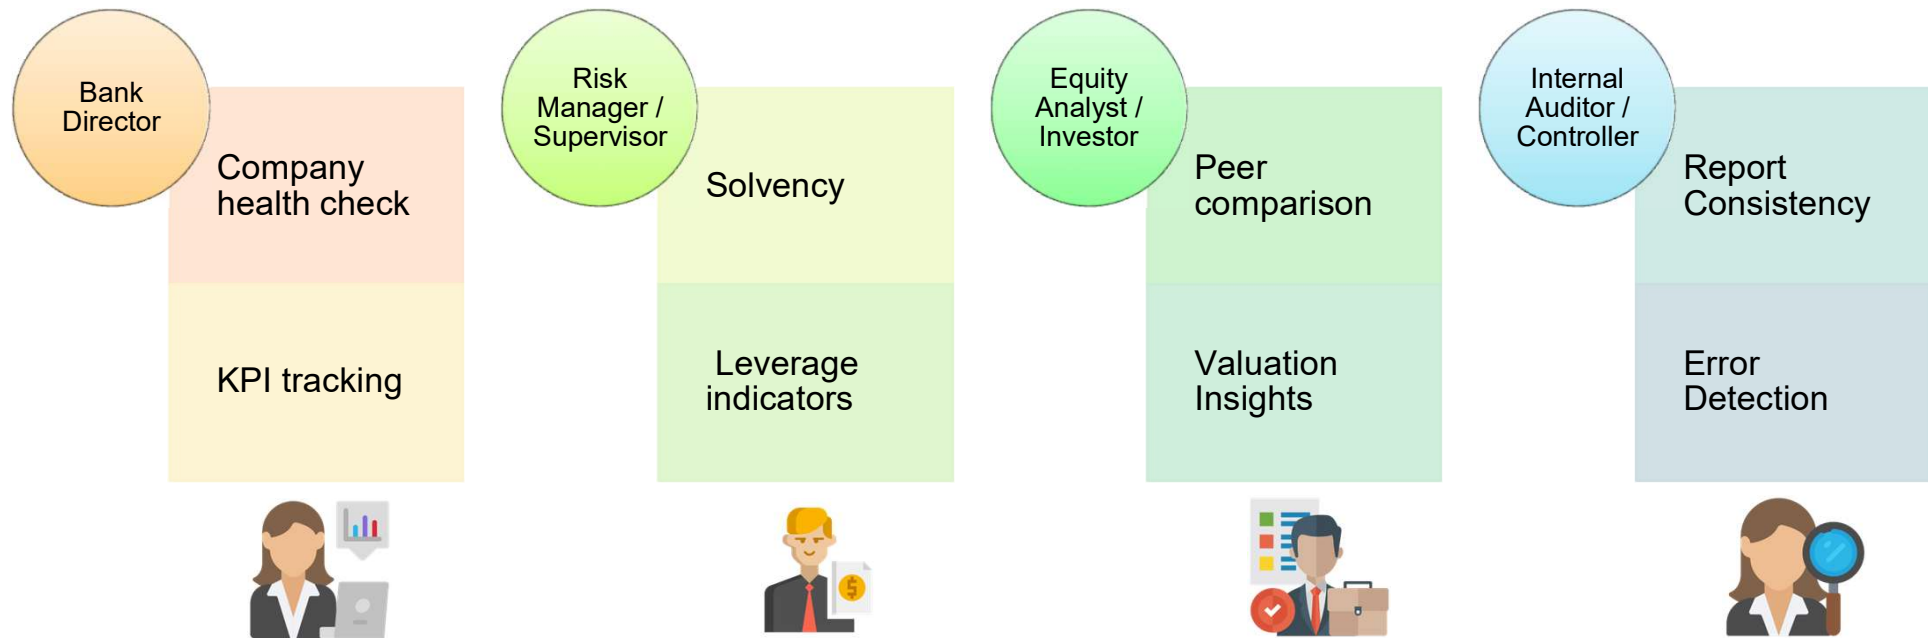 Bank
Director
Company
health check
KPI tracking
Risk
Manager /
Supervisor
Solvency
Leverage
indicators
Equity
Analyst /
Investor
Peer
comparison
Valuation
Insights
Internal
Auditor /
Controller
Report
Consistency
Error
Detection